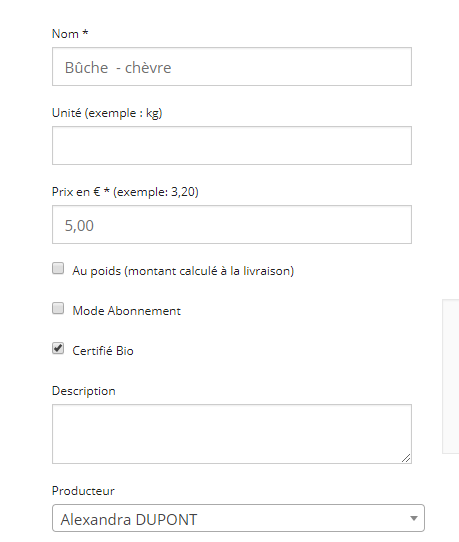 Nom *
Bûche - chèvre
Unité (exemple : kg)
Prix en € * (exemple: 3,20)
5,00
Au poids (montant calculé à la livraison)
Mode Abonnement
Certifié Bio
Description
Producteur
Alexandra DUPONT